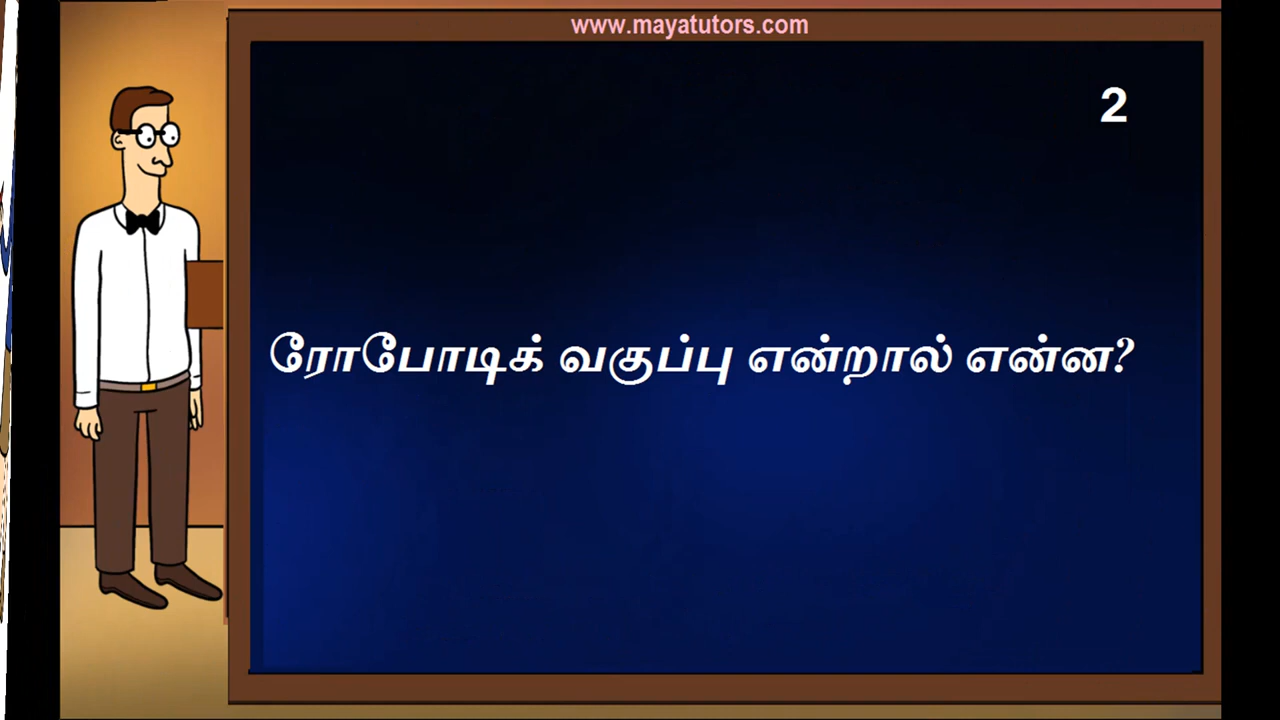 www.mayatutors.com
2
ரோபோடிக் வகுப்பு என்றால் என்ன?